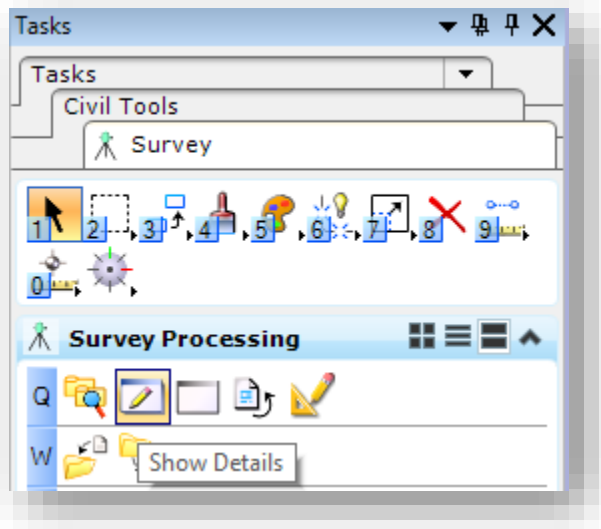 Tasks
Tasks
Civil Tools
Survey
1 2 3 4 5 6 7 8 9
0
Survey Processing
Q
W
Show Details